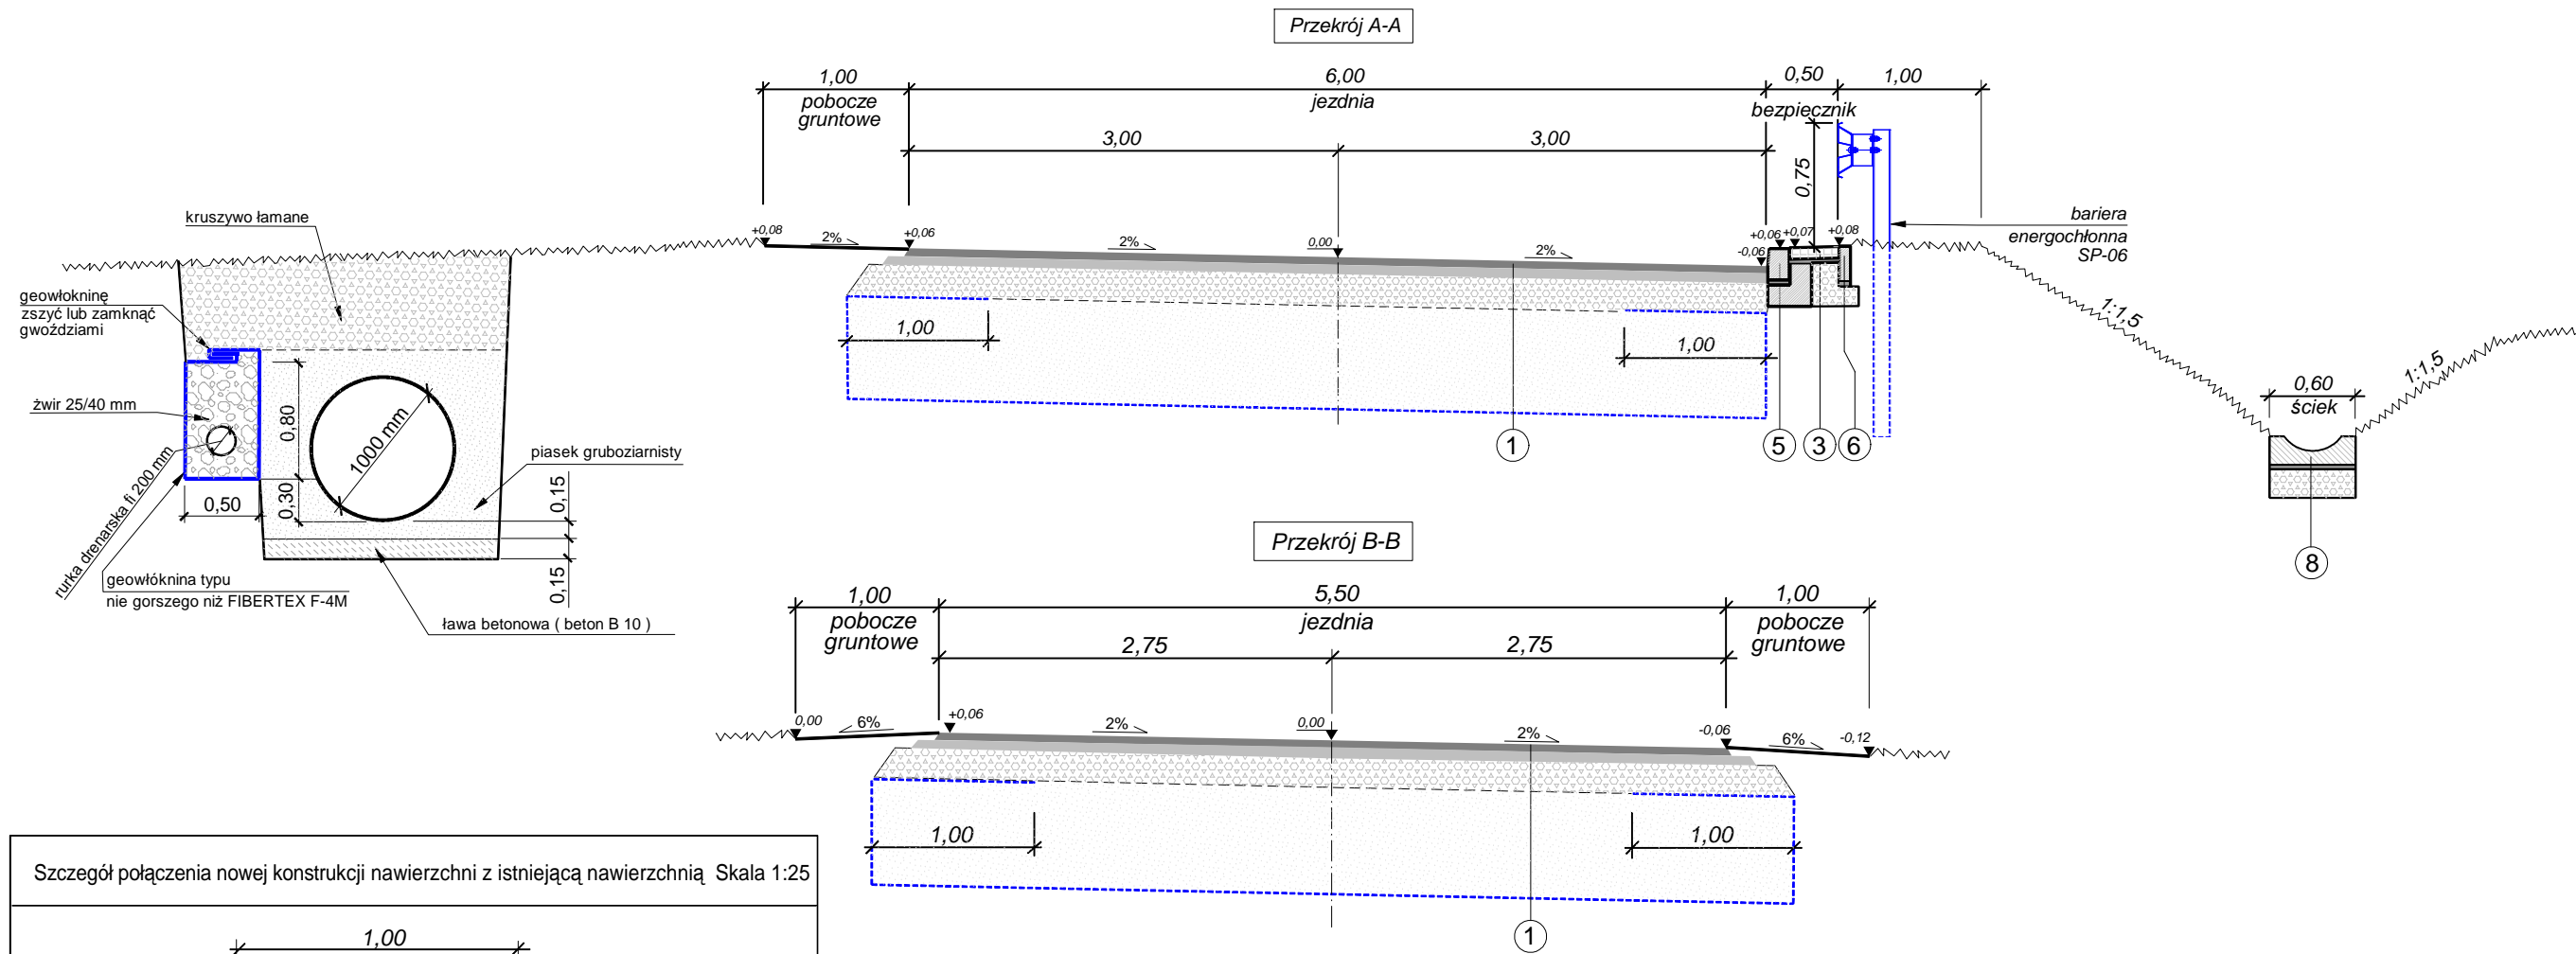 Przekrój A-A
1,00
6,00
0,50
1,00
pobocze
gruntowe
jezdnia
bezpiecznik
3,00
3,00
0,75
kruszywo łamane
bariera
energochłonna
SP-06
+0,08
2%
+0,06
2%
0,00
2%
-0,06
+0,06
+0,07
+0,08
geowłokninę
zszyć lub zamknąć
gwoździami
1,00
1,00
1:1,5
1:1,5
0,60
ściek
żwir 25/40 mm
0,80
1000 mm
piasek gruboziarnisty
1
5
3
6
8
rurka drenarska fi 200 mm
0,50
0,30
0,15
0,15
geowłóknina typu
nie gorszego niż FIBERTEX F-4M
ława betonowa ( beton B 10 )
Przekrój B-B
1,00
5,50
1,00
pobocze
gruntowe
jezdnia
pobocze
gruntowe
2,75
2,75
0,00
6%
+0,06
2%
0,00
2%
-0,06
6%
-0,12
1,00
1,00
1
Szczegół połączenia nowej konstrukcji nawierzchni z istniejącą nawierzchnią Skala 1:25
1,00